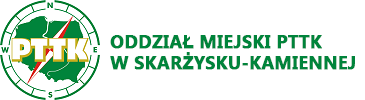 N
W E
PTTK
S
ODDZIAŁ MIEJSKI PTTK
W SKARŻYSKU-KAMIENNEJ